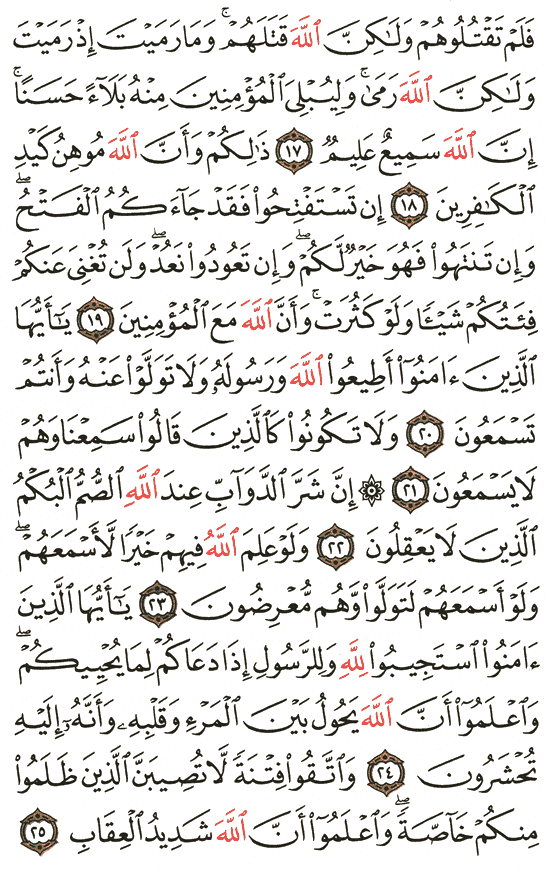 فَلَمْ تَقْتُلُوهُمْ وَلَٰكِنَّ ٱللَّهَ قَتَلَهُمْ ۚ وَمَا رَمَيْتَ إِذْ رَمَيْتَ
وَلَٰكِنَّ ٱللَّهَ رَمَىٰ ۚ وَلِيُبْلِىَ ٱلْمُؤْمِنِينَ مِنْهُ بَلَآءً حَسَنًا ۚ
إِنَّ ٱللَّهَ سَمِيعٌ عَلِيمٌ ١٧ ذَٰلِكُمْ وَأَنَّ ٱللَّهَ مُوهِنُ كَيْدِ
ٱلْكَٰفِرِينَ ١٨ إِن تَسْتَفْتِحُوا۟ فَقَدْ جَآءَكُمُ ٱلْفَتْحُ ۖ
وَإِن تَنتَهُوا۟ فَهُوَ خَيْرٌ لَّكُمْ ۖ وَإِن تَعُودُوا۟ نَعُدْ ۖ وَلَن تُغْنِىَ عَنكُمْ
فِئَتُكُمْ شَيْـًٔا وَلَوْ كَثُرَتْ ۚ وَأَنَّ ٱللَّهَ مَعَ ٱلْمُؤْمِنِينَ ١٩ يَٰٓأَيُّهَا
ٱلَّذِينَ ءَامَنُوٓا۟ أَطِيعُوا۟ ٱللَّهَ وَرَسُولَهُۥ وَلَا تَوَلَّوْا۟ عَنْهُ وَأَنتُمْ
تَسْمَعُونَ ٢٠ وَلَا تَكُونُوا۟ كَٱلَّذِينَ قَالُوا۟ سَمِعْنَا وَهُمْ
لَا يَسْمَعُونَ ٢١ ۞ إِنَّ شَرَّ ٱلدَّوَآبِّ عِندَ ٱللَّهِ ٱلصُّمُّ ٱلْبُكْمُ
ٱلَّذِينَ لَا يَعْقِلُونَ ٢٢ وَلَوْ عَلِمَ ٱللَّهُ فِيهِمْ خَيْرًا لَّأَسْمَعَهُمْ ۖ
وَلَوْ أَسْمَعَهُمْ لَتَوَلَّوا۟ وَّهُم مُّعْرِضُونَ ٢٣ يَٰٓأَيُّهَا ٱلَّذِينَ
ءَامَنُوا۟ ٱسْتَجِيبُوا۟ لِلَّهِ وَلِلرَّسُولِ إِذَا دَعَاكُمْ لِمَا يُحْيِيكُمْ ۖ
وَٱعْلَمُوٓا۟ أَنَّ ٱللَّهَ يَحُولُ بَيْنَ ٱلْمَرْءِ وَقَلْبِهِۦ وَأَنَّهُۥٓ إِلَيْهِ
تُحْشَرُونَ ٢٤ وَٱتَّقُوا۟ فِتْنَةً لَّا تُصِيبَنَّ ٱلَّذِينَ ظَلَمُوا۟
مِنكُمْ خَآصَّةً ۖ وَٱعْلَمُوٓا۟ أَنَّ ٱللَّهَ شَدِيدُ ٱلْعِقَابِ ٢٥